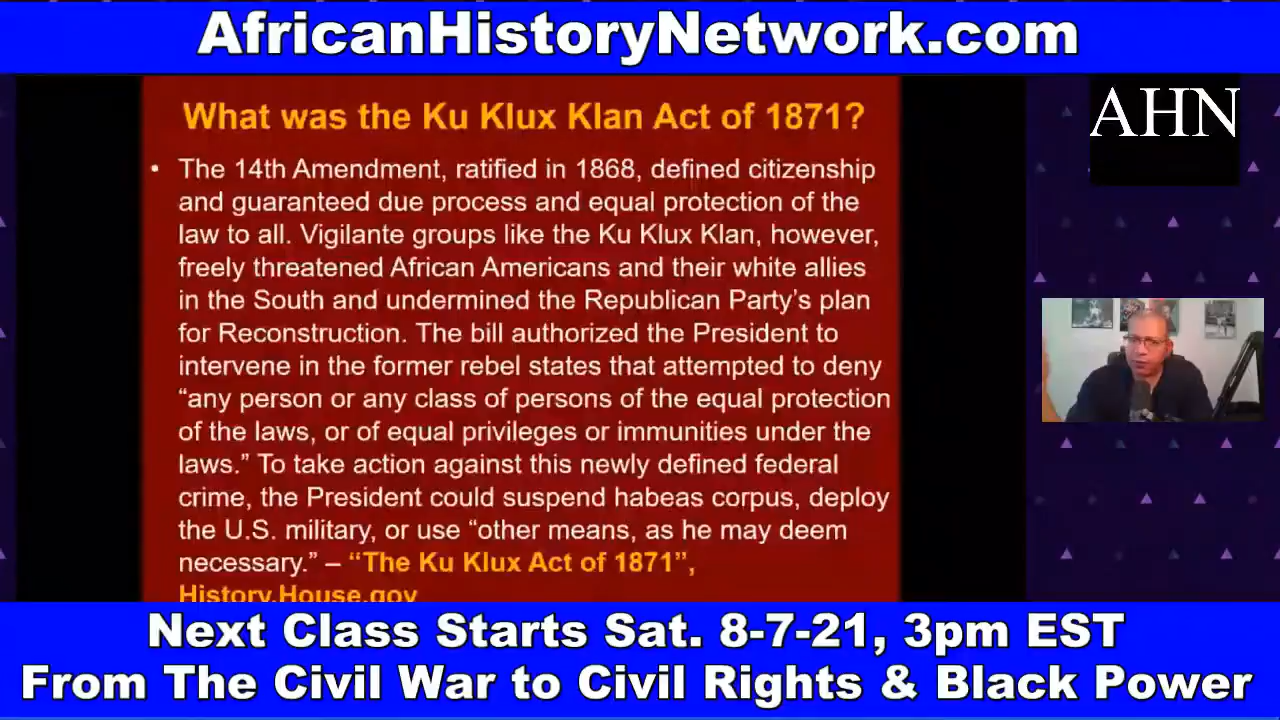 AfricanHistoryNetwork.com
AHN
What was the Ku Klux Klan Act of 1871?
• The 14th Amendment, ratified in 1868, defined citizenship
and guaranteed due process and equal protection of the
law to all. Vigilante groups like the Ku Klux Klan, however,
freely threatened African Americans and their white allies
in the South and undermined the Republican Party’s plan
for Reconstruction. The bill authorized the President to
intervene in the former rebel states that attempted to deny
“any person or any class of persons of the equal protection
of the laws, or of equal privileges or immunities under the
laws.” To take action against this newly defined federal
crime, the President could suspend habeas corpus, deploy
the U.S. military, or use “other means, as he may deem
necessary.” – “The Ku Klux Act of 1871”,
History.House.gov
Next Class Starts Sat. 8-7-21, 3pm EST
From The Civil War to Civil Rights & Black Power